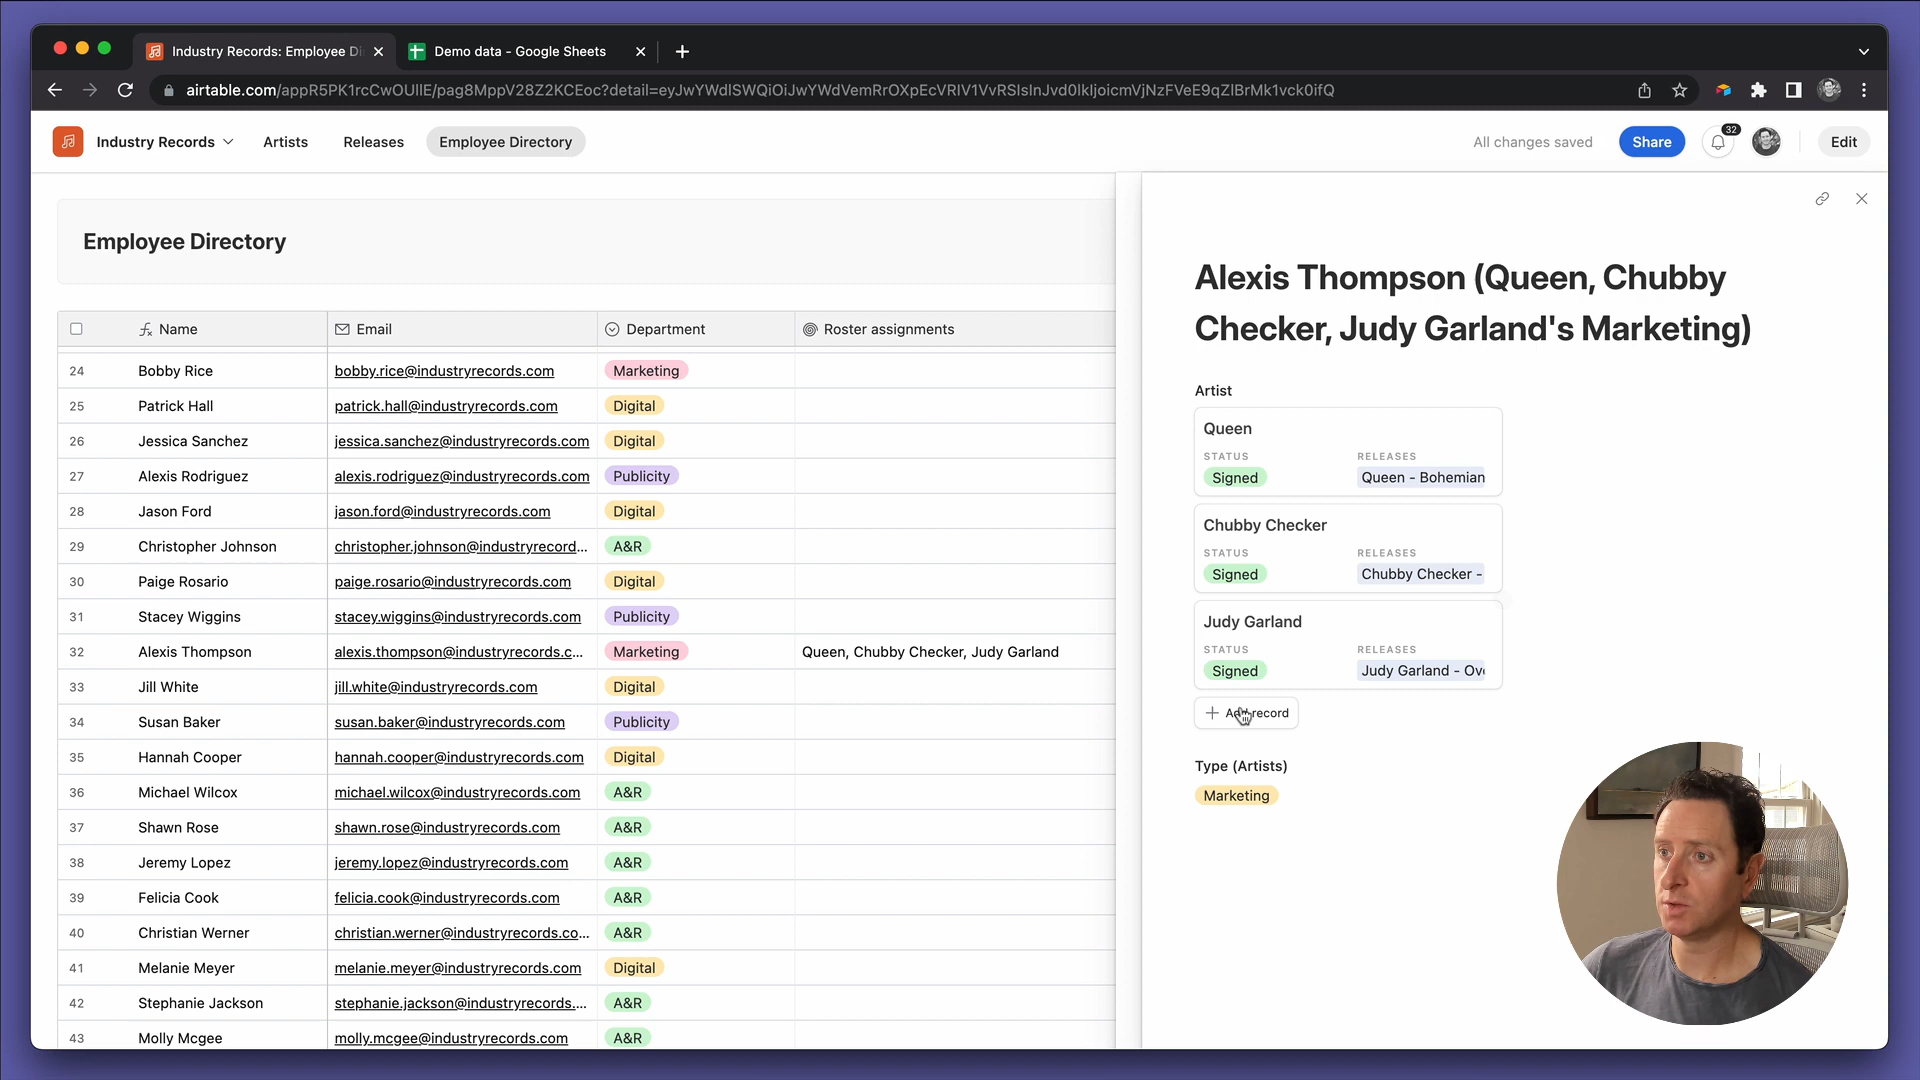 Industry Records: Employee Di
Demo data - Google Sheets
airtable.com/appR5PK1rcCwOUIlE/pag8MppV28Z2KCEoc?detail=eyJwYWdlSWQiOiJwYWdVemRrOXpEcVRIV1VvRSIsInJvd0lkIjoicmVjNzFVeE9qZlBrMk1vck0ifQ
Industry Records
Artists
Releases
Employee Directory
All changes saved
Share
32
Edit
Employee Directory
Name Email Department Roster assignments
24 Bobby Rice bobby.rice@industryrecords.com Marketing
25 Patrick Hall patrick.hall@industryrecords.com Digital
26 Jessica Sanchez jessica.sanchez@industryrecords.com Digital
27 Alexis Rodriguez alexis.rodriguez@industryrecords.com Publicity
28 Jason Ford jason.ford@industryrecords.com Digital
29 Christopher Johnson christopher.johnson@industryrecord... A&R
30 Paige Rosario paige.rosario@industryrecords.com Digital
31 Stacey Wiggins stacey.wiggins@industryrecords.com Publicity
32 Alexis Thompson alexis.thompson@industryrecords.c... Marketing Queen, Chubby Checker, Judy Garland
33 Jill White jill.white@industryrecords.com Digital
34 Susan Baker susan.baker@industryrecords.com Publicity
35 Hannah Cooper hannah.cooper@industryrecords.com Digital
36 Michael Wilcox michael.wilcox@industryrecords.com A&R
37 Shawn Rose shawn.rose@industryrecords.com A&R
38 Jeremy Lopez jeremy.lopez@industryrecords.com A&R
39 Felicia Cook felicia.cook@industryrecords.com A&R
40 Christian Werner christian.werner@industryrecords.co... A&R
41 Melanie Meyer melanie.meyer@industryrecords.com Digital
42 Stephanie Jackson stephanie.jackson@industryrecords.... A&R
43 Molly Mcgee molly.mcgee@industryrecords.com A&R
Alexis Thompson (Queen, Chubby
Checker, Judy Garland's Marketing)
Artist
Queen
STATUS RELEASES
Signed Queen - Bohemian
Chubby Checker
STATUS RELEASES
Signed Chubby Checker -
Judy Garland
STATUS RELEASES
Signed Judy Garland - Ove
Add record
Type (Artists)
Marketing